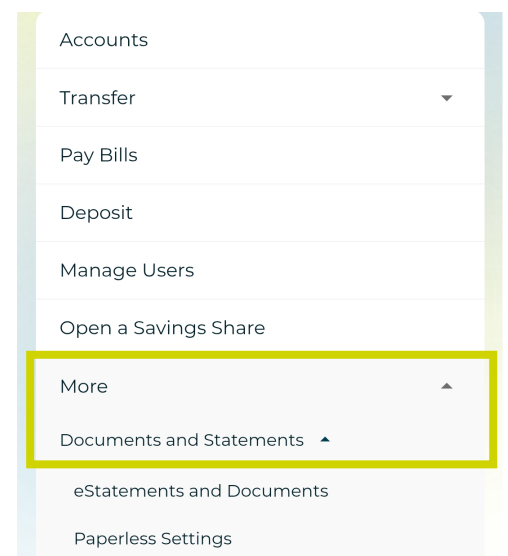 Accounts
Transfer
Pay Bills
Deposit
Manage Users
Open a Savings Share
More
Documents and Statements
eStatements and Documents
Paperless Settings